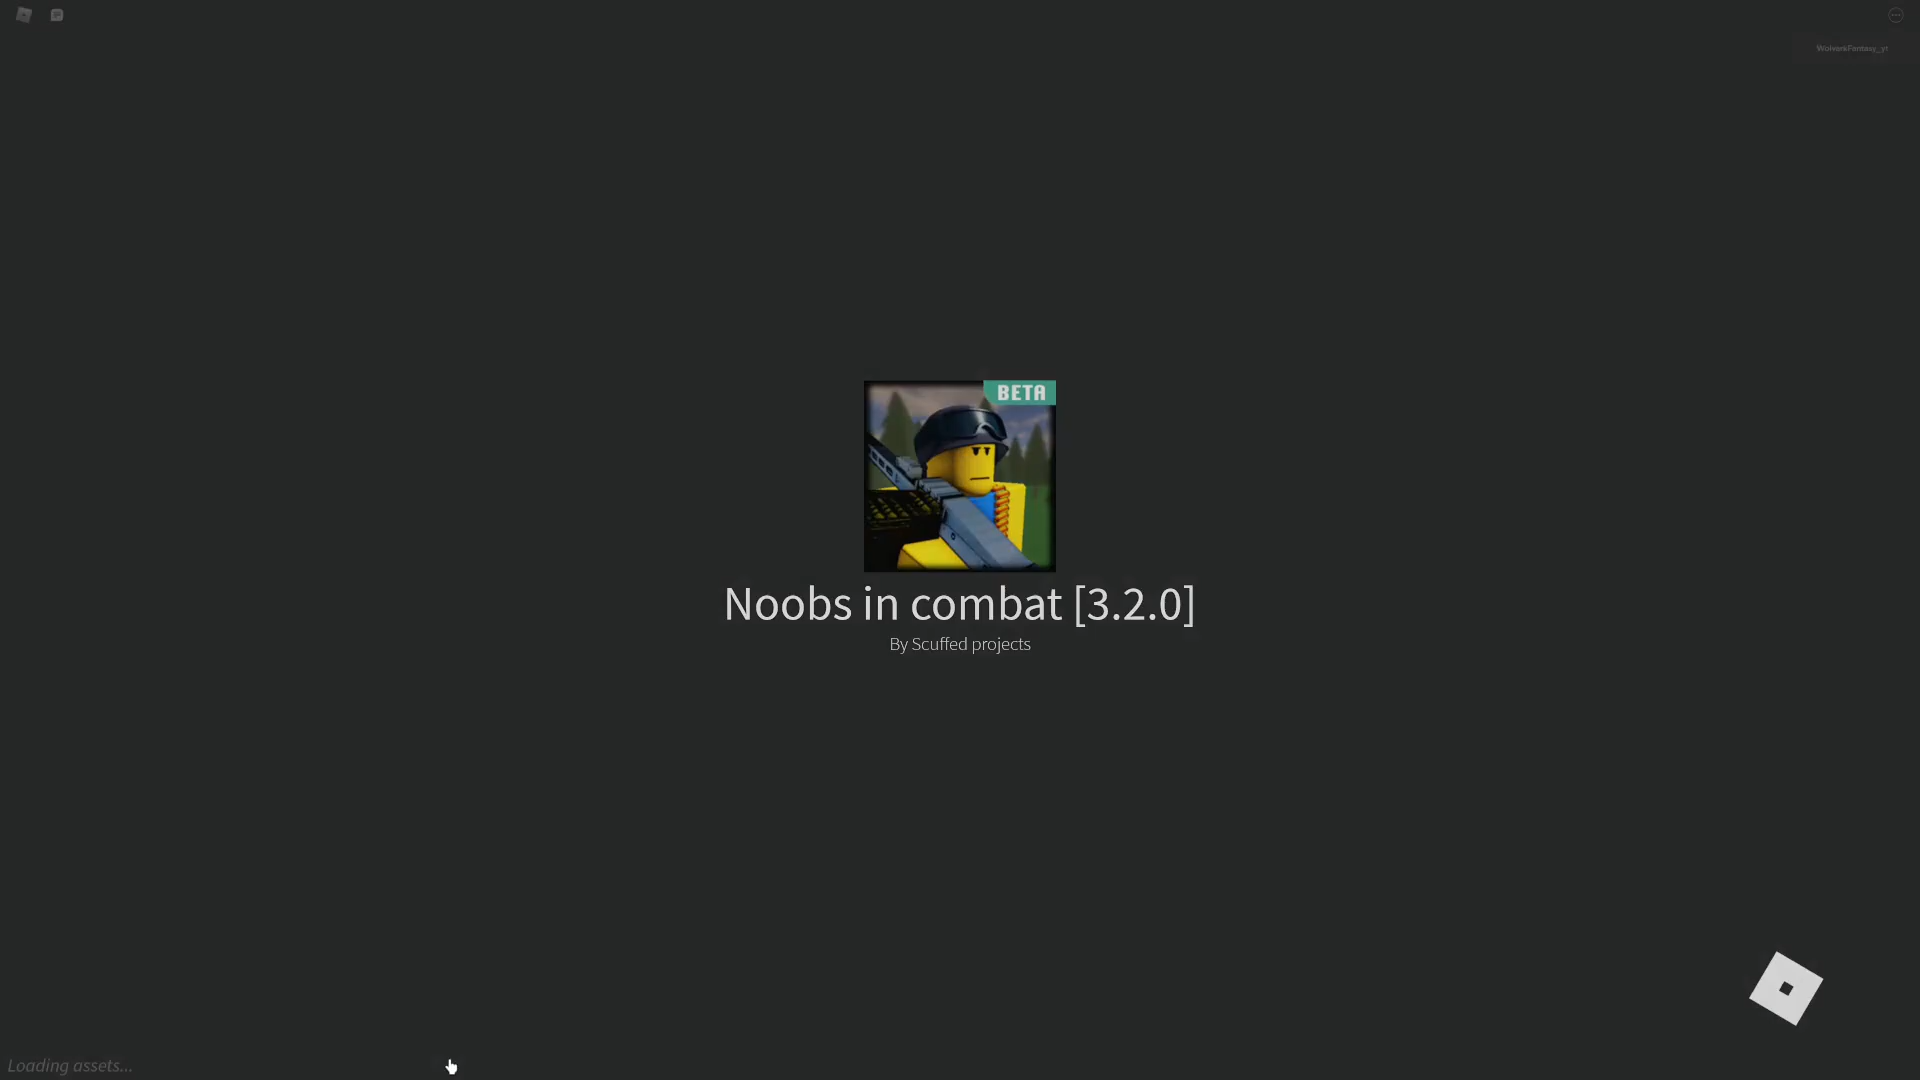 BETA
Noobs in combat [3.2.0]
By Scuffed projects
Loading assets...